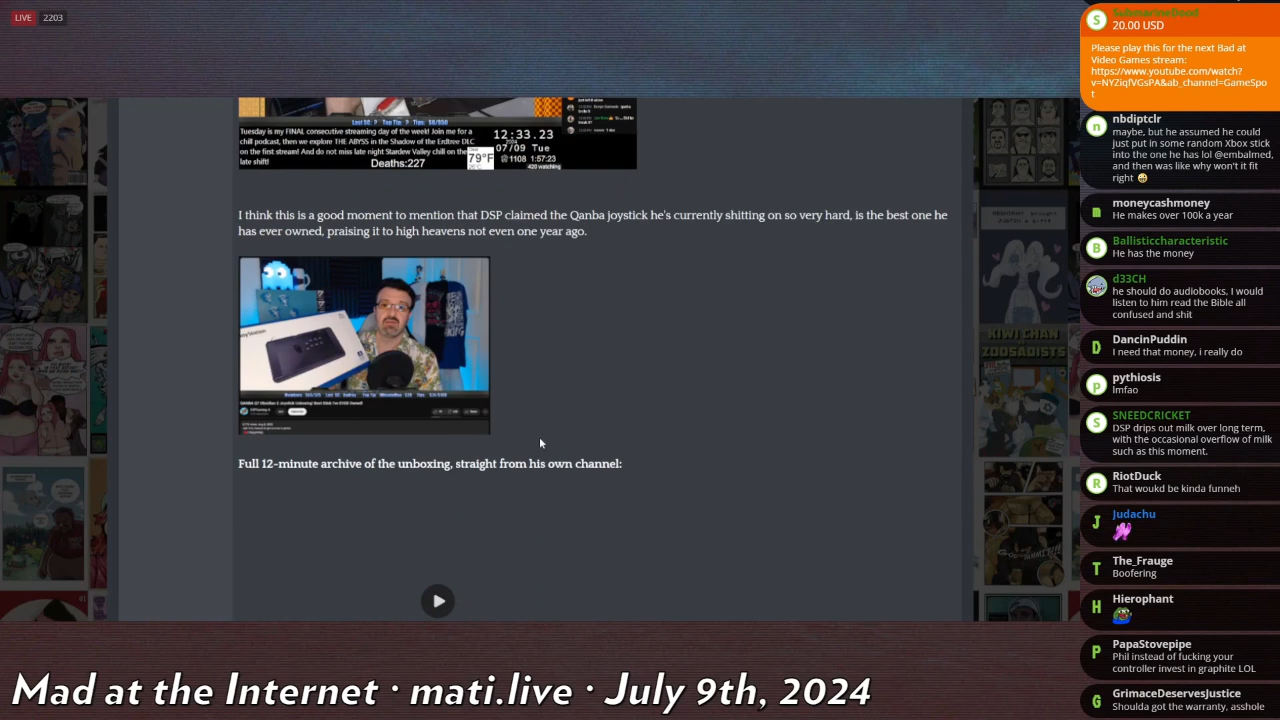 LIVE 2203
Tuesday is my FINAL consecutive streaming day of the week! Join me for a
chill podcast, then we explore THE ABYSS in the Shadow of the Erdtree DLC
on the first stream! And do not miss late night Stardew Valley chill on the
late shift!
Deaths:227
12:33.23
2024
07/09 Tue
79°F
1108 1:57:23
420 watching
I think this is a good moment to mention that DSP claimed the Qanba joystick he's currently shitting on so very hard, is the best one he
has ever owned, praising it to high heavens not even one year ago.
Full 12-minute archive of the unboxing, straight from his own channel:
KIWI CHAN
ZOOSADISTS
Mad at the Internet · mati.live · July 9th, 2024
S
Submarineflood
20.00 USD
Please play this for the next Bad at
Video Games stream:
https://www.youtube.com/watch?
v=NYZiqfVGsPA&ab_channel=GameSpo
t
n
nbdiptclr
maybe, but he assumed he could
just put in some random Xbox stick
into the one he has lol @embalmed,
and then was like why won't it fit
right
m
moneycashmoney
He makes over 100k a year
B
Ballisticcharacteristic
He has the money
d33CH
he should do audiobooks, I would
listen to him read the Bible all
confused and shit
D
DancinPuddin
I need that money, i really do
p
pythiosis
lmfao
S
SNEEDCRICKET
DSP drips out milk over long term,
with the occasional overflow of milk
such as this moment.
R
RiotDuck
That woukd be kinda funneh
J
Judachu
T
The_Frauge
Boofering
H
Hierophant
P
PapaStovepipe
Phil instead of fucking your
controller invest in graphite LOL
G
GrimaceDeservesJustice
Shoulda got the warranty, asshole